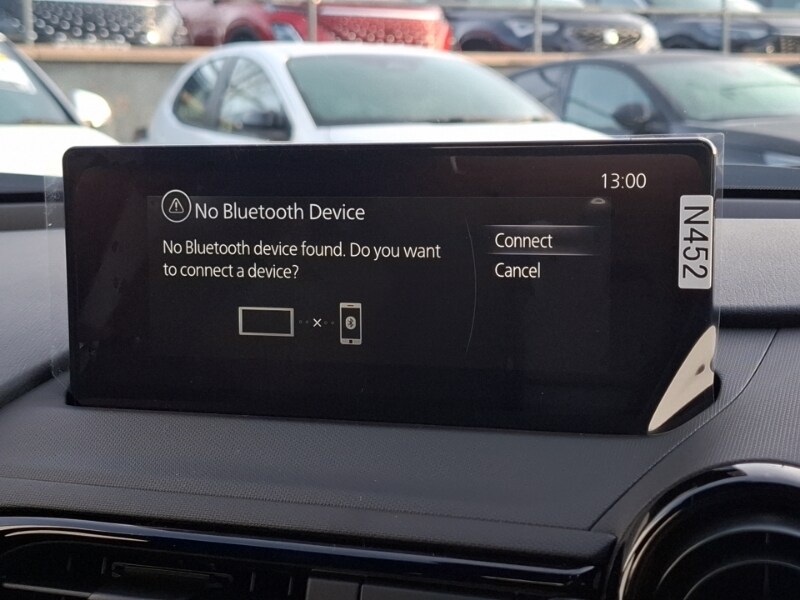 13:00
No Bluetooth Device
No Bluetooth device found. Do you want
to connect a device?
Connect
Cancel
N452